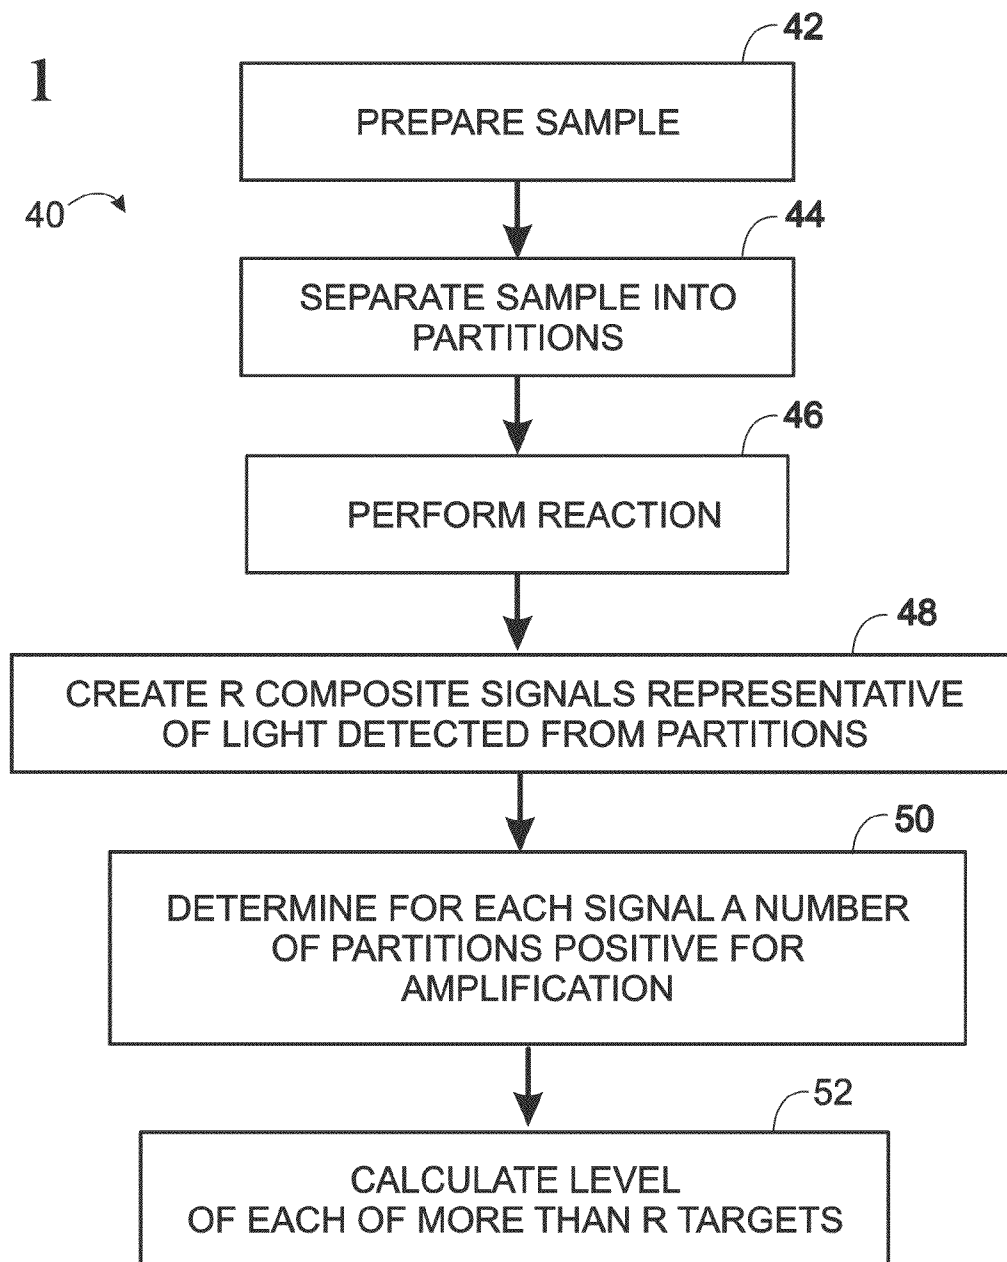 1
40
42
PREPARE SAMPLE
44
SEPARATE SAMPLE INTO
PARTITIONS
46
PERFORM REACTION
48
CREATE R COMPOSITE SIGNALS REPRESENTATIVE
OF LIGHT DETECTED FROM PARTITIONS
50
DETERMINE FOR EACH SIGNAL A NUMBER
OF PARTITIONS POSITIVE FOR
AMPLIFICATION
52
CALCULATE LEVEL
OF EACH OF MORE THAN R TARGETS